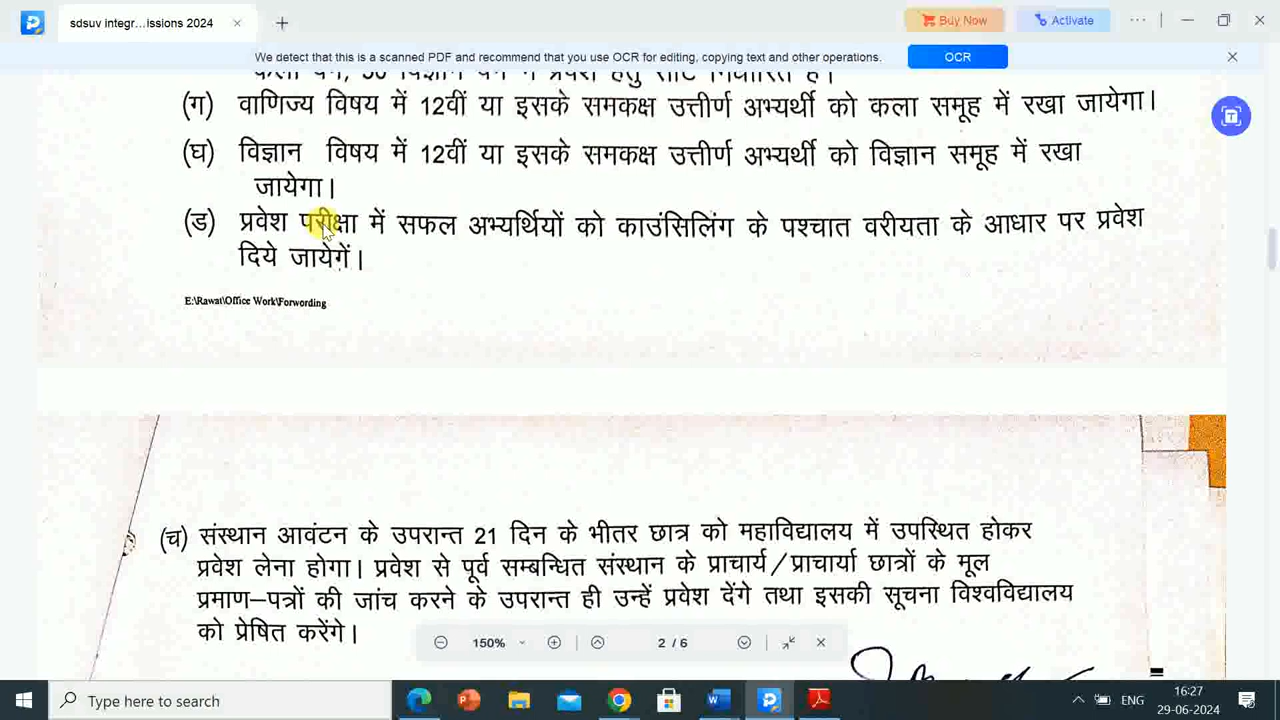 sdsuv integr...issions 2024
Buy Now
Activate
We detect that this is a scanned PDF and recommend that you use OCR for editing, copying text and other operations.
OCR
कला वर्ग, 50 विज्ञान वर्ग में प्रवेश हेतु सीट निर्धारित है।
(ग) वाणिज्य विषय में 12वीं या इसके समकक्ष उत्तीर्ण अभ्यर्थी को कला समूह में रखा जायेगा।
(घ) विज्ञान विषय में 12वीं या इसके समकक्ष उत्तीर्ण अभ्यर्थी को विज्ञान समूह में रखा
जायेगा।
(ड) प्रवेश परीक्षा में सफल अभ्यर्थियों को काउंसिलिंग के पश्चात वरीयता के आधार पर प्रवेश
दिये जायेगें।
E:\Rawat\Office Work\Forwording
(च) संस्थान आवंटन के उपरान्त 21 दिन के भीतर छात्र को महाविद्यालय में उपस्थित होकर
प्रवेश लेना होगा। प्रवेश से पूर्व सम्बन्धित संस्थान के प्राचार्य/प्राचार्या छात्रों के मूल
प्रमाण–पत्रों की जांच करने के उपरान्त ही उन्हें प्रवेश देंगे तथा इसकी सूचना विश्वविद्यालय
को प्रेषित करेंगे।
150%
2 / 6
Type here to search
ENG
16:27
29-06-2024